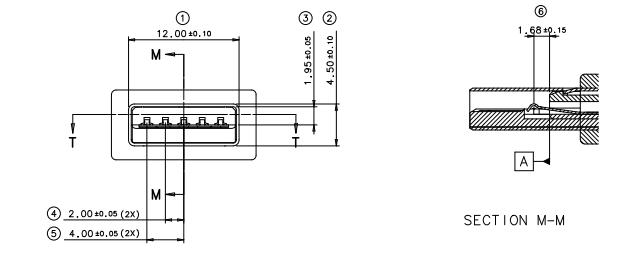 ①
12.00±0.10
③ ②
1.95±0.05
4.50±0.10
M
T T
M
④ 2.00±0.05 (2X)
⑤ 4.00±0.05 (2X)
⑥
1.68±0.15
A
SECTION M-M